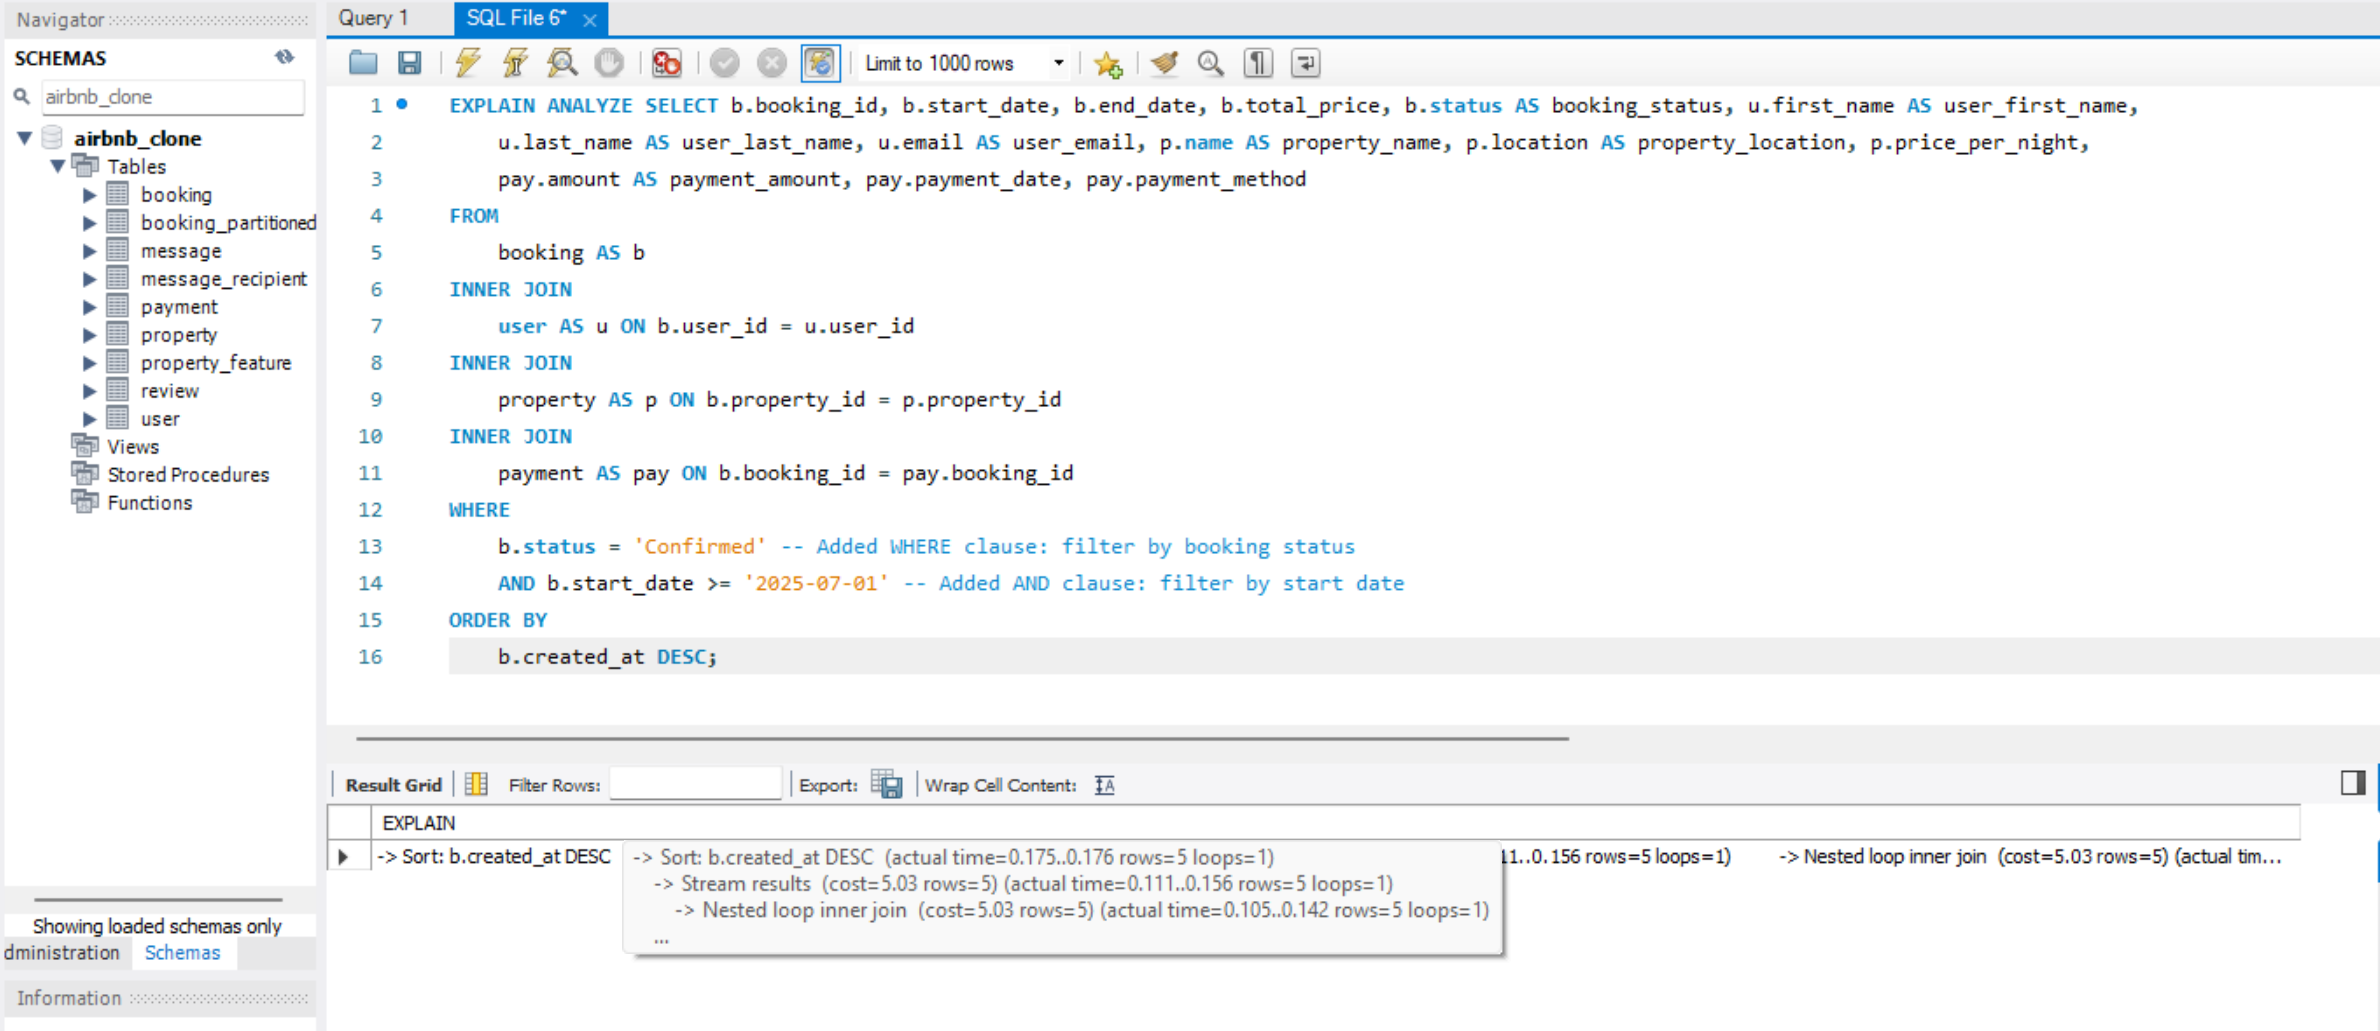 Navigator
SCHEMAS
airbnb_clone
airbnb_clone
Tables
booking
booking_partitioned
message
message_recipient
payment
property
property_feature
review
user
Views
Stored Procedures
Functions
Showing loaded schemas only
dministration Schemas
Information
Query 1 SQL File 6*
Limit to 1000 rows
1 EXPLAIN ANALYZE SELECT b.booking_id, b.start_date, b.end_date, b.total_price, b.status AS booking_status, u.first_name AS user_first_name,
2 u.last_name AS user_last_name, u.email AS user_email, p.name AS property_name, p.location AS property_location, p.price_per_night,
3 pay.amount AS payment_amount, pay.payment_date, pay.payment_method
4 FROM
5 booking AS b
6 INNER JOIN
7 user AS u ON b.user_id = u.user_id
8 INNER JOIN
9 property AS p ON b.property_id = p.property_id
10 INNER JOIN
11 payment AS pay ON b.booking_id = pay.booking_id
12 WHERE
13 b.status = 'Confirmed' -- Added WHERE clause: filter by booking status
14 AND b.start_date >= '2025-07-01' -- Added AND clause: filter by start date
15 ORDER BY
16 b.created_at DESC;
Result Grid Filter Rows: Export: Wrap Cell Content:
EXPLAIN
-> Sort: b.created_at DESC 11..0.156 rows=5 loops=1) -> Nested loop inner join (cost=5.03 rows=5) (actual tim...
-> Sort: b.created_at DESC (actual time=0.175..0.176 rows=5 loops=1)
-> Stream results (cost=5.03 rows=5) (actual time=0.111..0.156 rows=5 loops=1)
-> Nested loop inner join (cost=5.03 rows=5) (actual time=0.105..0.142 rows=5 loops=1)
...